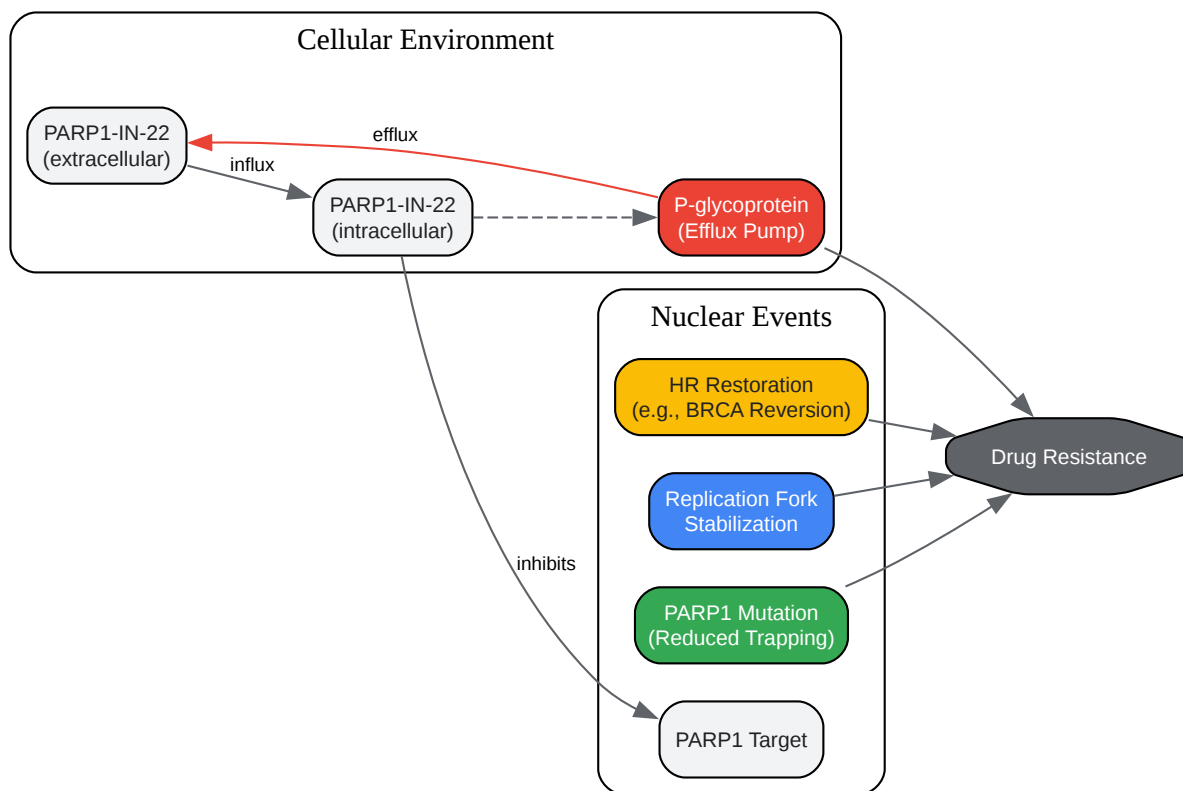 Cellular Environment
efflux
PARP1-IN-22
(extracellular)
influx
PARP1-IN-22
(intracellular)
P-glycoprotein
(Efflux Pump)
Nuclear Events
HR Restoration
(e.g., BRCA Reversion)
Drug Resistance
Replication Fork
Stabilization
inhibits
PARP1 Mutation
(Reduced Trapping)
PARP1 Target